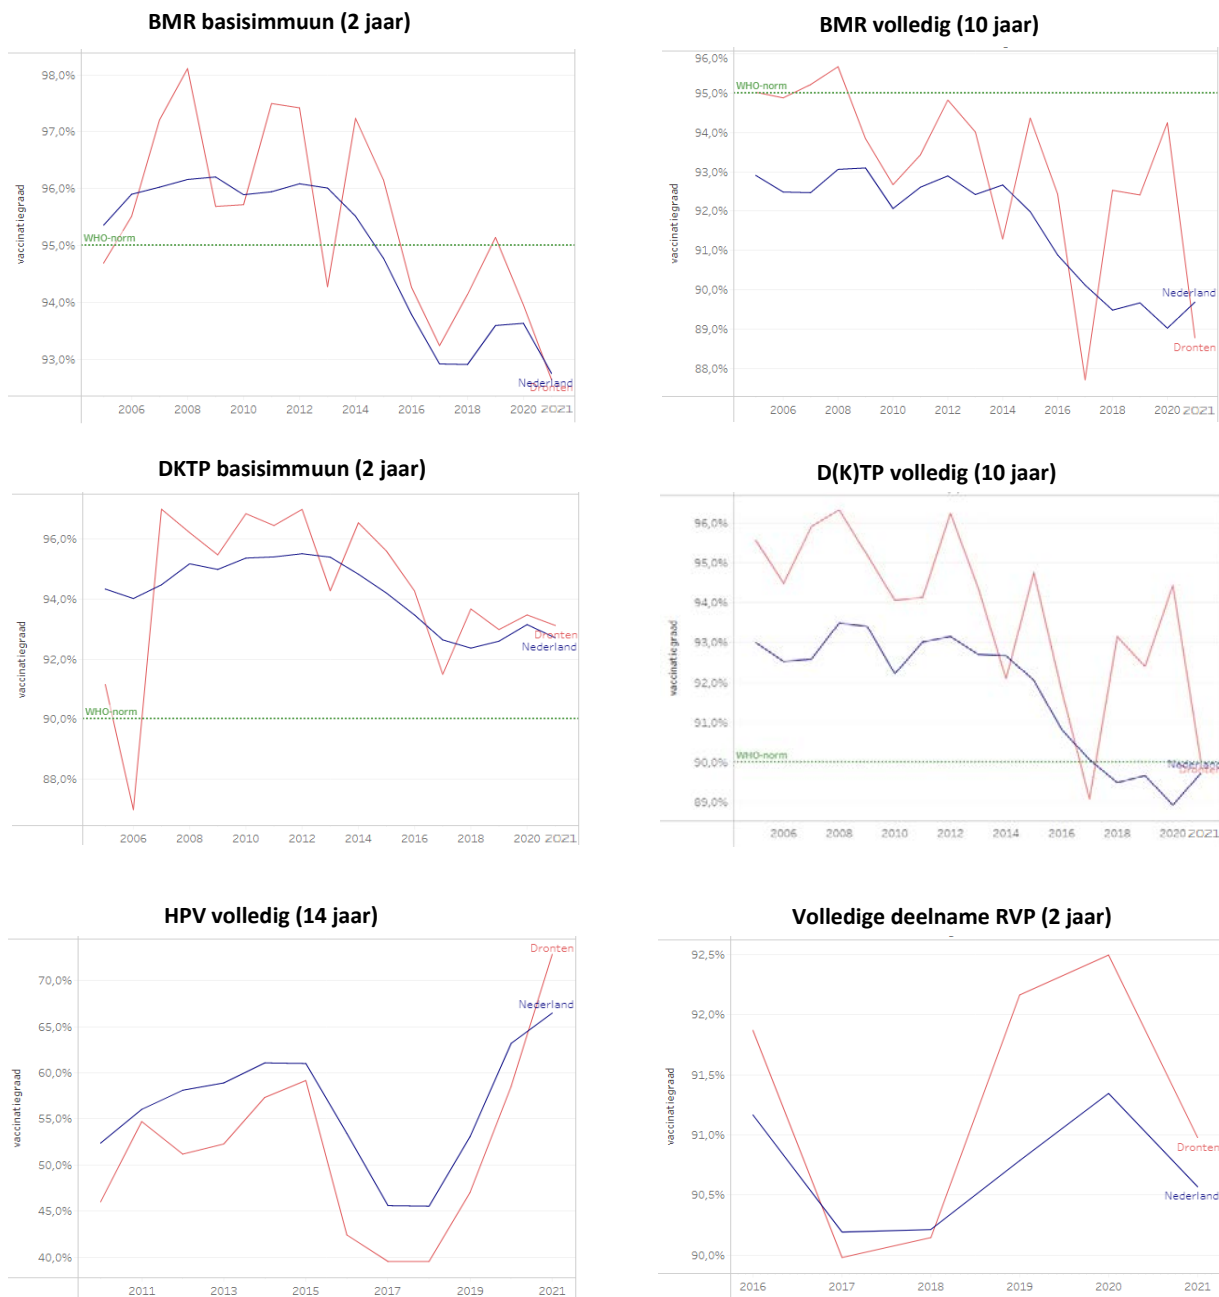 BMR basisimmuun (2 jaar)
98,0%
97,0%
96,0%
95,0%
94,0%
93,0%
vaccinatiegraad
WHO-norm
Nederland
Dronten
2006 2008 2010 2012 2014 2016 2018 2020 2021
BMR volledig (10 jaar)
96,0%
95,0%
94,0%
93,0%
92,0%
91,0%
90,0%
89,0%
88,0%
vaccinatiegraad
WHO-norm
Nederland
Dronten
2006 2008 2010 2012 2014 2016 2018 2020 2021
DKTP basisimmuun (2 jaar)
96,0%
94,0%
92,0%
90,0%
88,0%
vaccinatiegraad
WHO-norm
Dronten
Nederland
2006 2008 2010 2012 2014 2016 2018 2020 2021
D(K)TP volledig (10 jaar)
96,0%
95,0%
94,0%
93,0%
92,0%
91,0%
90,0%
89,0%
vaccinatiegraad
WHO-norm
Nederland
Dronten
2006 2008 2010 2012 2014 2016 2018 2020 2021
HPV volledig (14 jaar)
70,0%
65,0%
60,0%
55,0%
50,0%
45,0%
40,0%
vaccinatiegraad
Dronten
Nederland
2011 2013 2015 2017 2019 2021
Volledige deelname RVP (2 jaar)
92,5%
92,0%
91,5%
91,0%
90,5%
90,0%
vaccinatiegraad
Dronten
Nederland
2016 2017 2018 2019 2020 2021